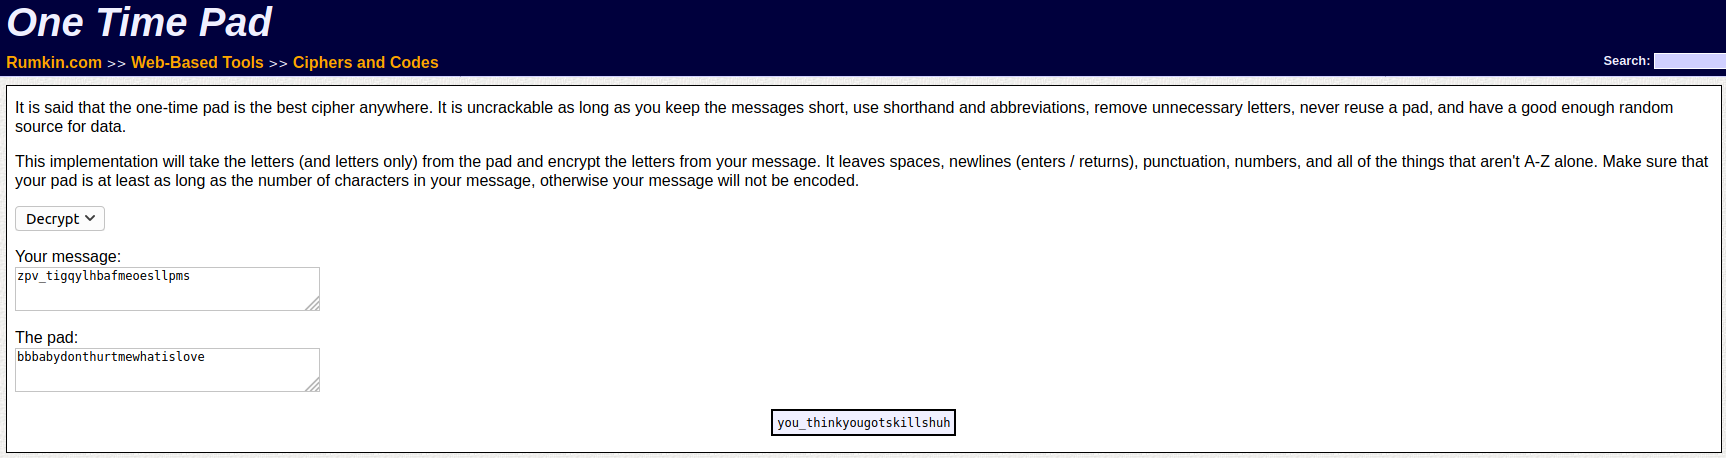 One Time Pad
Rumkin.com >> Web-Based Tools >> Ciphers and Codes
Search:
It is said that the one-time pad is the best cipher anywhere. It is uncrackable as long as you keep the messages short, use shorthand and abbreviations, remove unnecessary letters, never reuse a pad, and have a good enough random
source for data.
This implementation will take the letters (and letters only) from the pad and encrypt the letters from your message. It leaves spaces, newlines (enters / returns), punctuation, numbers, and all of the things that aren't A-Z alone. Make sure that
your pad is at least as long as the number of characters in your message, otherwise your message will not be encoded.
Decrypt
Your message:
zpv_tigqylhbafmeoesllpms
The pad:
bbbabydonthurtmewhatislove
you_thinkyougotskillshuh